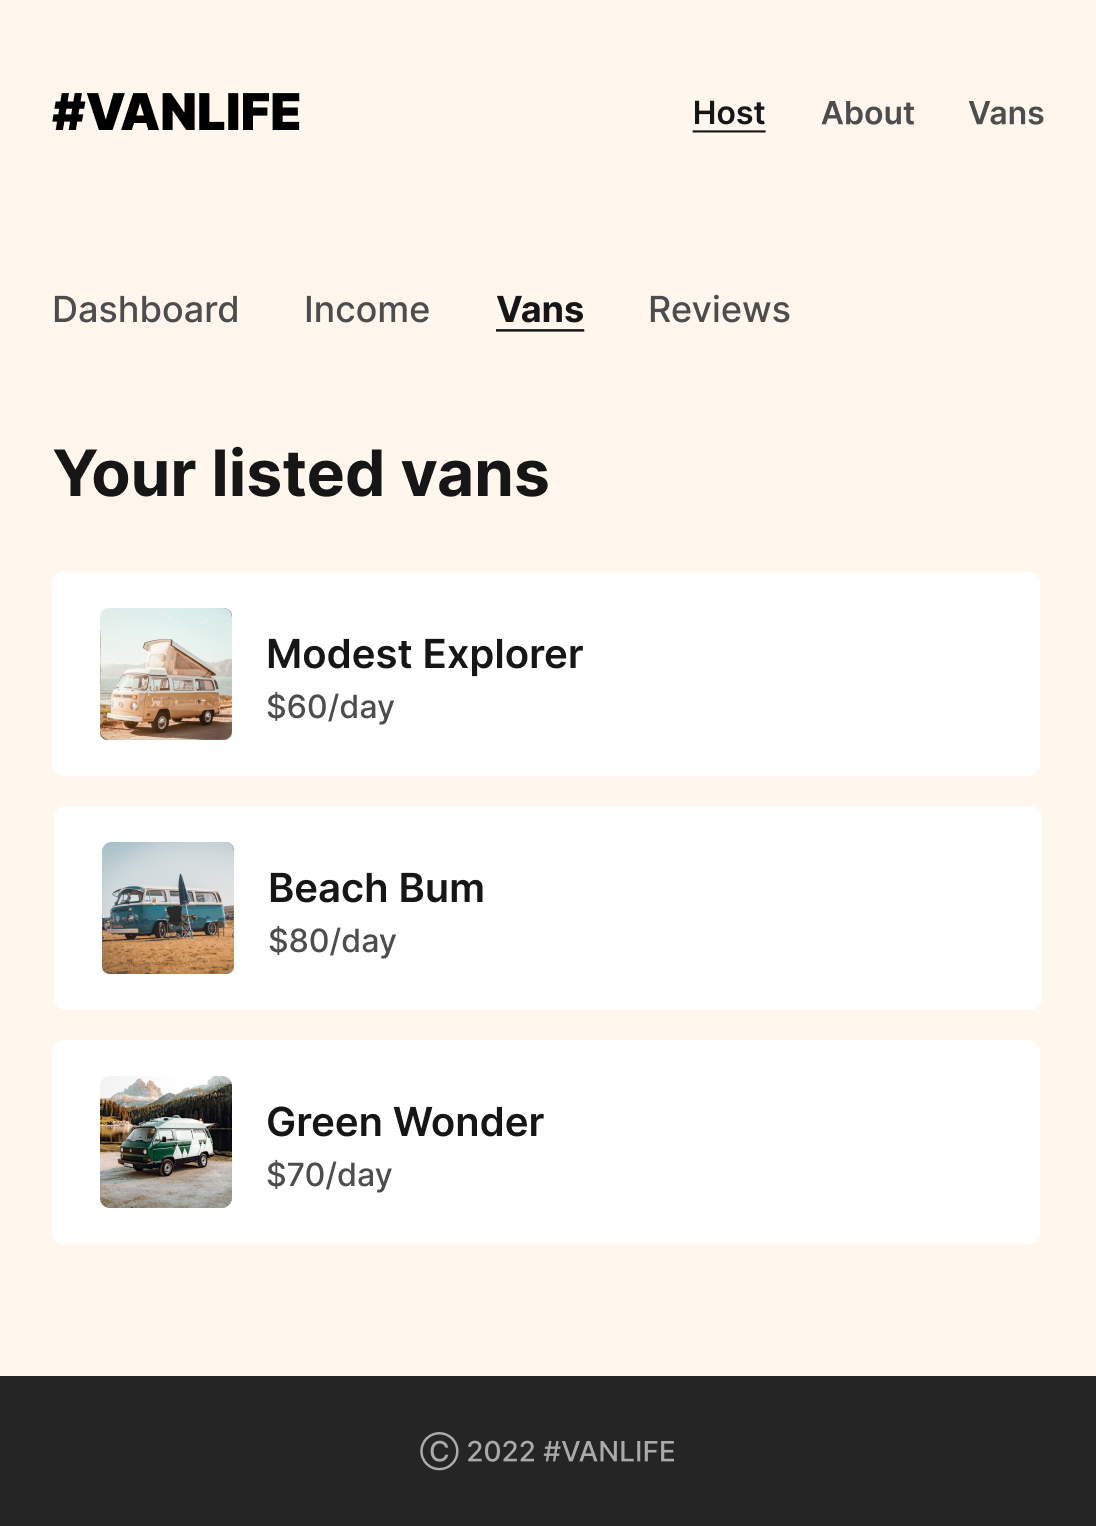 #VANLIFE
Host About Vans
Dashboard Income Vans Reviews
Your listed vans
Modest Explorer
$60/day
Beach Bum
$80/day
Green Wonder
$70/day
Ⓒ 2022 #VANLIFE